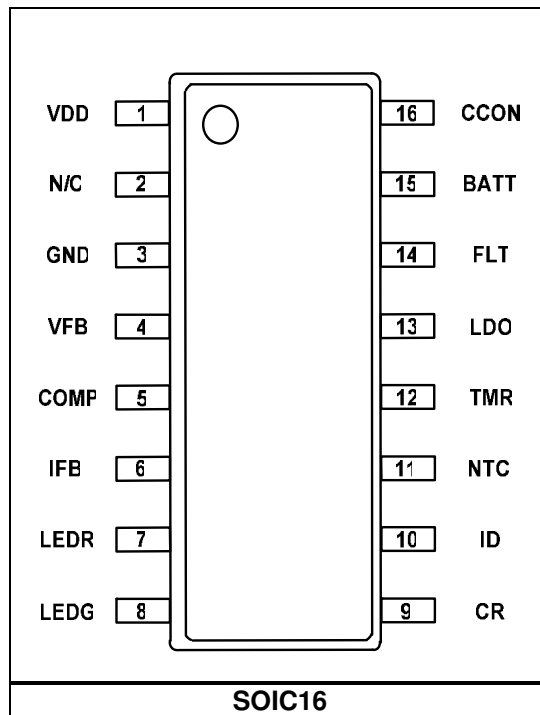 VDD 1 16 CCON
N/C 2 15 BATT
GND 3 14 FLT
VFB 4 13 LDO
COMP 5 12 TMR
IFB 6 11 NTC
LEDR 7 10 ID
LEDG 8 9 CR
SOIC16